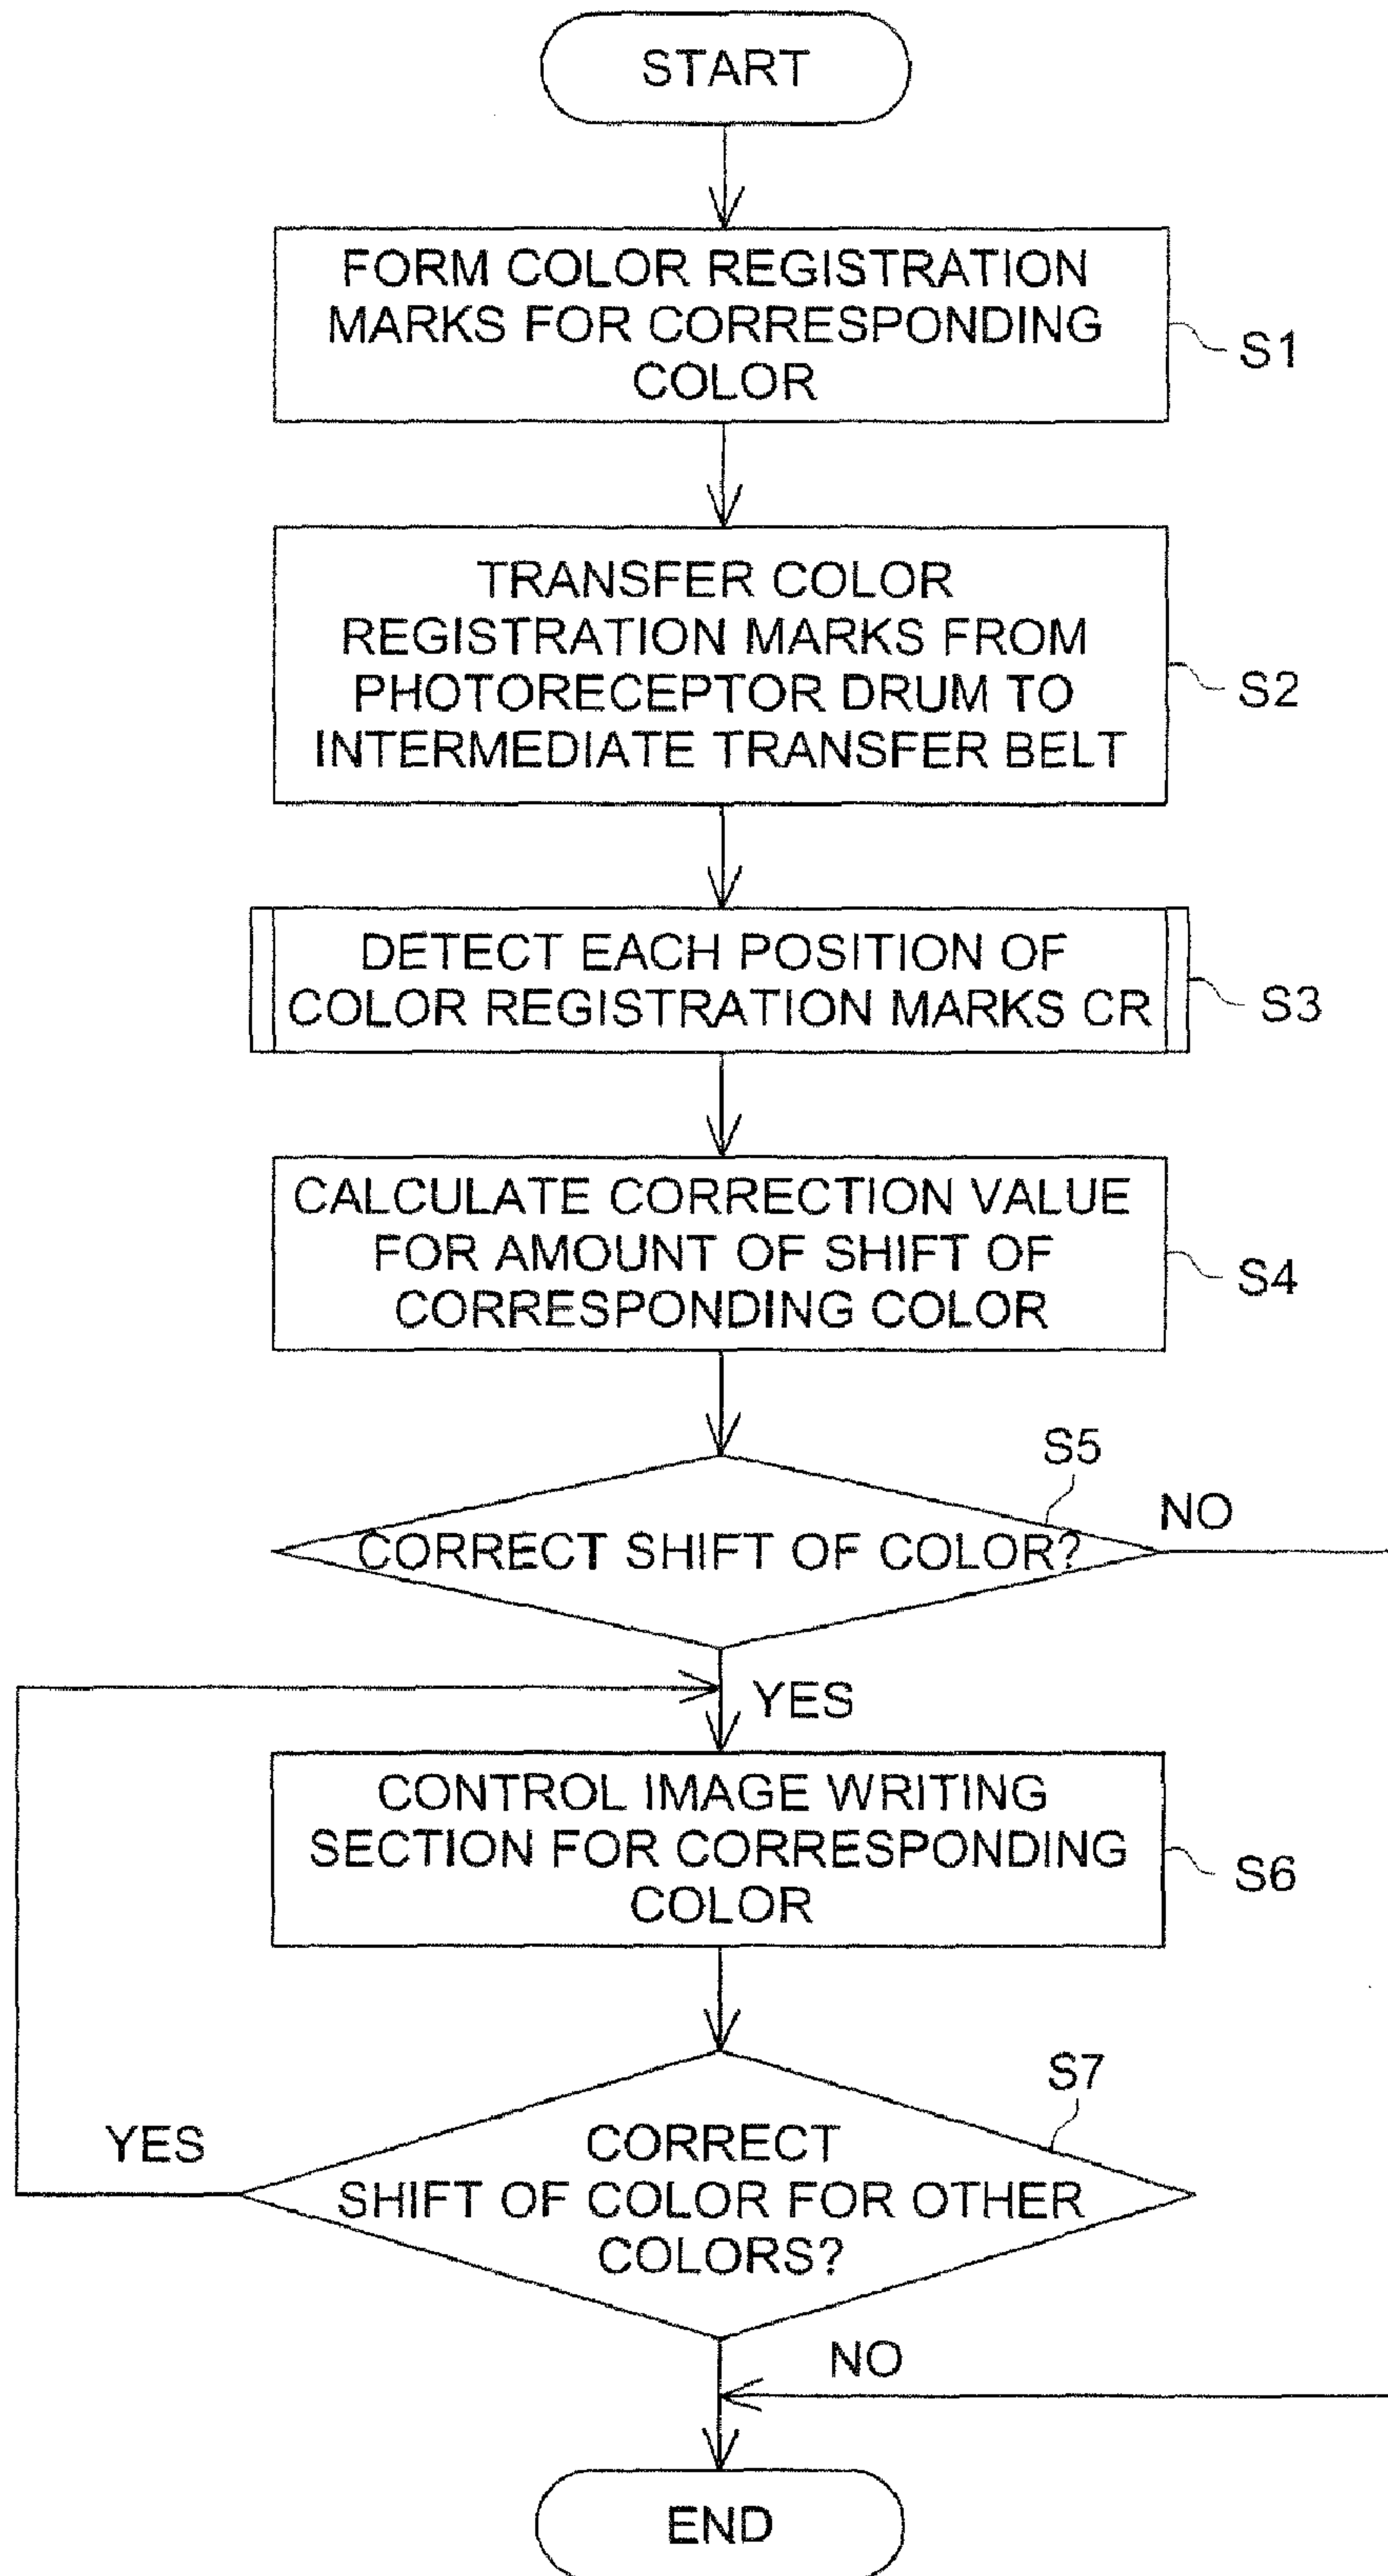 START
FORM COLOR REGISTRATION
MARKS FOR CORRESPONDING
COLOR
S1
TRANSFER COLOR
REGISTRATION MARKS FROM
PHOTORECEPTOR DRUM TO
INTERMEDIATE TRANSFER BELT
S2
DETECT EACH POSITION OF
COLOR REGISTRATION MARKS CR
S3
CALCULATE CORRECTION VALUE
FOR AMOUNT OF SHIFT OF
CORRESPONDING COLOR
S4
S5
NO
CORRECT SHIFT OF COLOR?
YES
CONTROL IMAGE WRITING
SECTION FOR CORRESPONDING
COLOR
S6
S7
YES
CORRECT
SHIFT OF COLOR FOR OTHER
COLORS?
NO
END